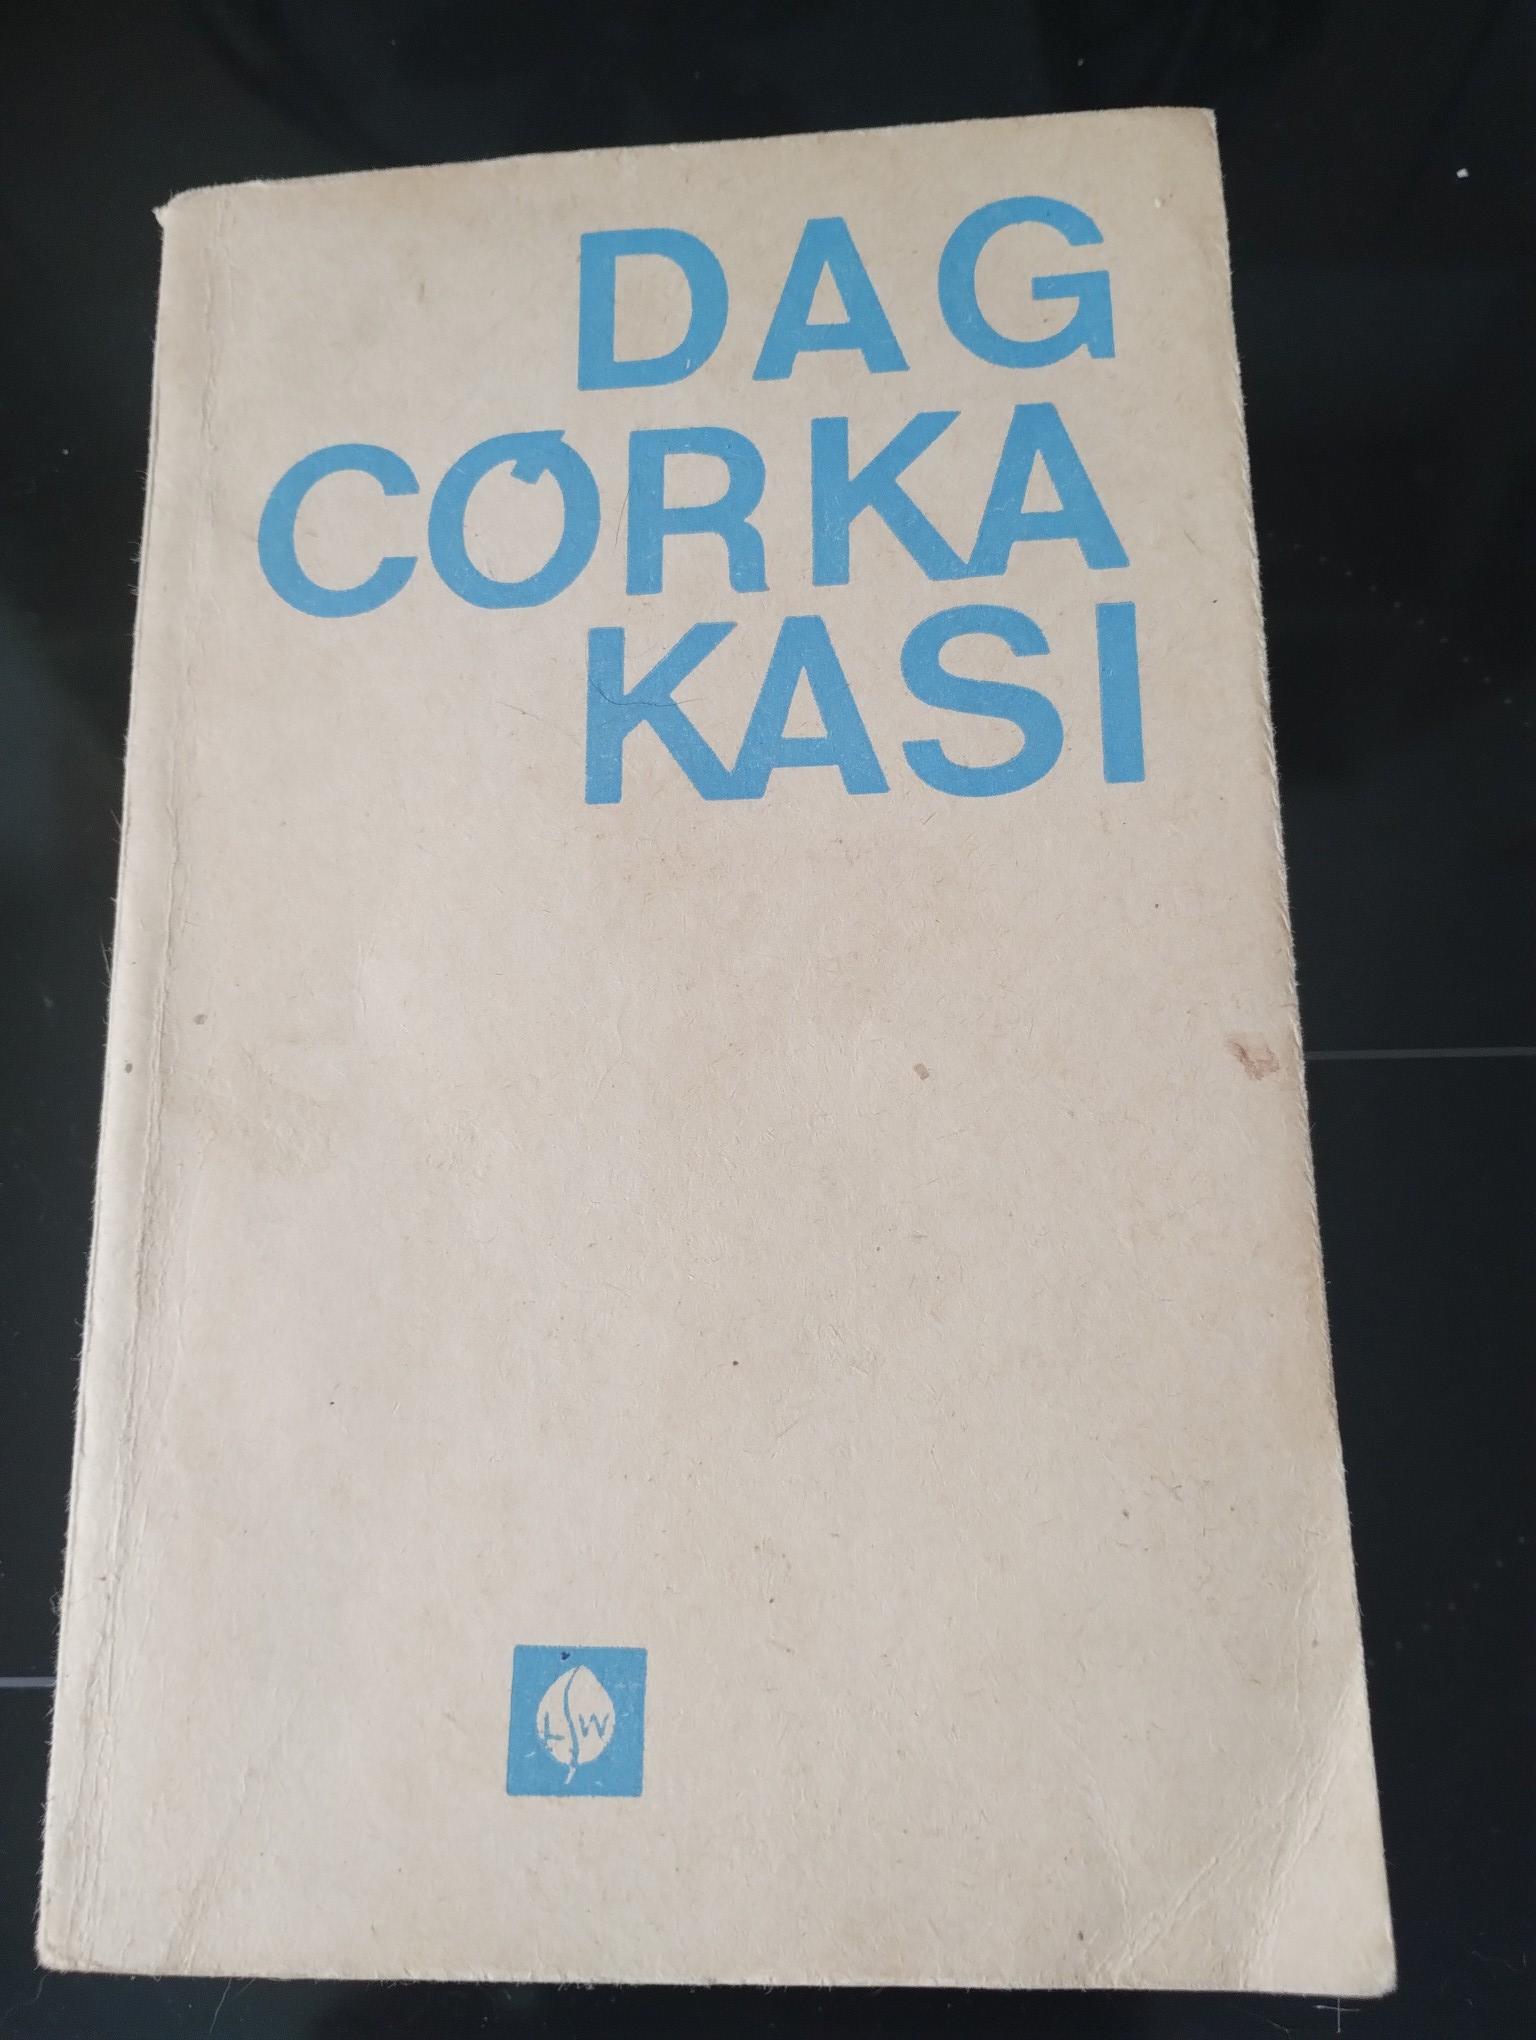 DAG
CÓRKA
KASI
LSW